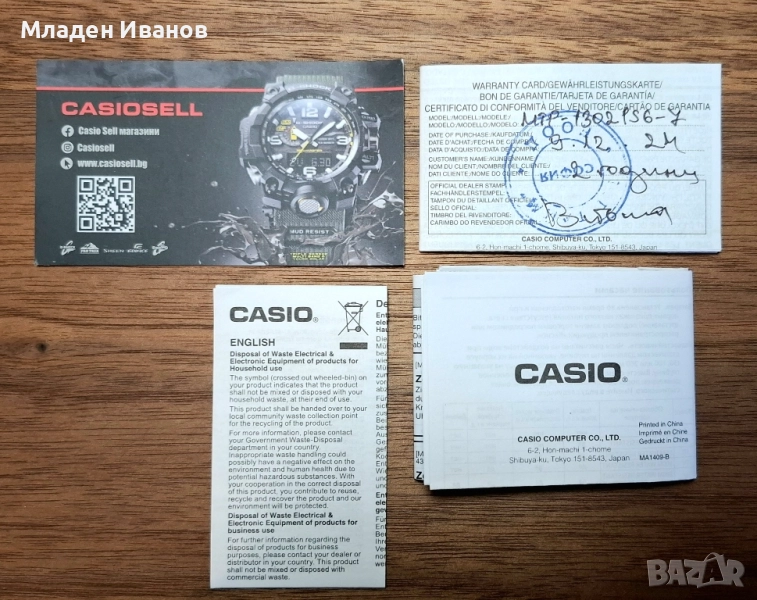 Младен Иванов
CASIOSELL
Casio Sell магазини
Casiosell
www.casiosell.bg
MUD RESIST
WARRANTY CARD/GEWÄHRLEISTUNGSKARTE/
BON DE GARANTIE/TARJETA DE GARANTÍA/
CERTIFICATO DI CONFORMITÀ DEL VENDITORE/CARTÃO DE GARANTIA
MODEL/MODELL/MODÈLE/
MODELO/MODELLO/MODELO
MTP-1302PS6-7
DATE OF PURCHASE/KAUFDATUM/
DATE D'ACHAT/FECHA DE COMPRA/
DATA D'ACQUISTO/DATA DE COMPRA
9.12.24
CUSTOMER'S NAME/KUNDENNAME/
NOM DU CLIENT/NOMBRE DEL CLIENTE/
DATI CLIENTE/NOME DO CLIENTE
2 години
OFFICIAL DEALER STAMP/
FACHHÄNDLERSTEMPEL/
TAMPON DU DÉTAILLANT OFFICIEL/
SELLO OFICIAL/
TIMBRO DEL RIVENDITORE/
CARIMBO DO REVENDEDOR OFICIAL
CASIO COMPUTER CO., LTD.
6-2, Hon-machi 1-chome, Shibuya-ku, Tokyo 151-8543, Japan
CASIO®
ENGLISH
Disposal of Waste Electrical &
Electronic Equipment of products for
Household use
The symbol (crossed out wheeled-bin) on
your product indicates that the product
shall not be mixed or disposed with your
household waste, at their end of use.
This product shall be handed over to your
local community waste collection point
for the recycling of the product.
For more information, please contact
your Government Waste-Disposal
department in your country.
Inappropriate waste handling could
possibly have a negative effect on the
environment and human health due to
potential hazardous substances. With
your cooperation in the correct disposal
of this product, you contribute to reuse,
recycle and recover the product and our
environment will be protected.
Disposal of Waste Electrical &
Electronic Equipment of products for
business use
For further information regarding the
disposal of products for business
purposes, please contact the dealer or
distributor in your country. This product
shall not be mixed or disposed with
commercial waste.
CASIO®
CASIO COMPUTER CO., LTD.
6-2, Hon-machi 1-chome
Shibuya-ku, Tokyo 151-8543, Japan
Printed in China
Imprimé en Chine
Gedruckt in China
MA1409-B
BAZAR